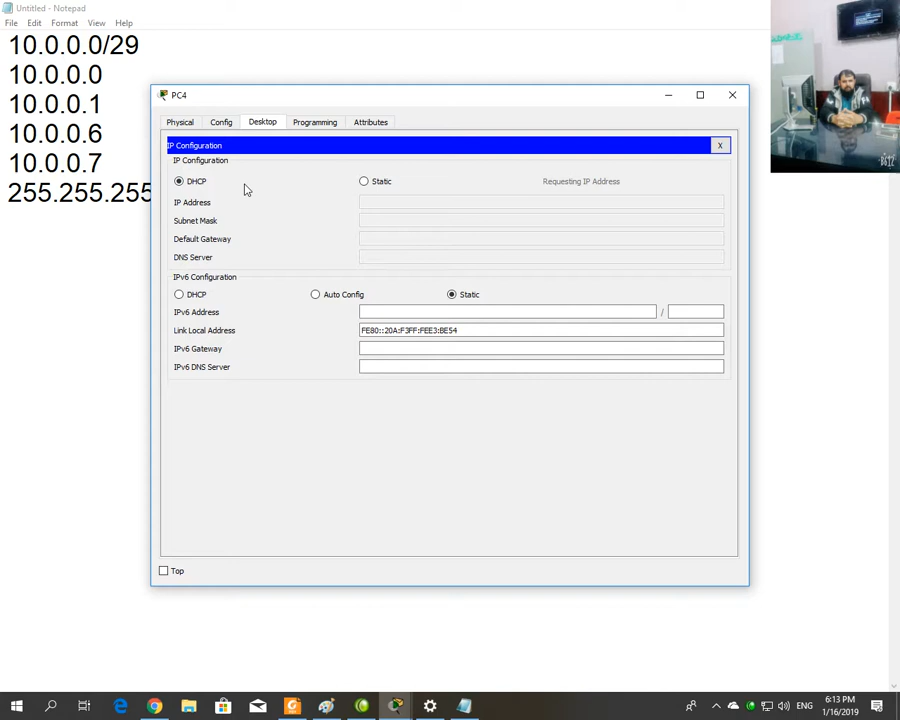 Untitled - Notepad
File Edit Format View Help
10.0.0.0/29
10.0.0.0
10.0.0.1
10.0.0.6
10.0.0.7
255.255.255
PC4
Physical Config Desktop Programming Attributes
IP Configuration X
IP Configuration
DHCP Static Requesting IP Address
IP Address
Subnet Mask
Default Gateway
DNS Server
IPv6 Configuration
DHCP Auto Config Static
IPv6 Address /
Link Local Address FE80::20A:F3FF:FEE3:BE54
IPv6 Gateway
IPv6 DNS Server
Top
ENG
6:13 PM
1/16/2019